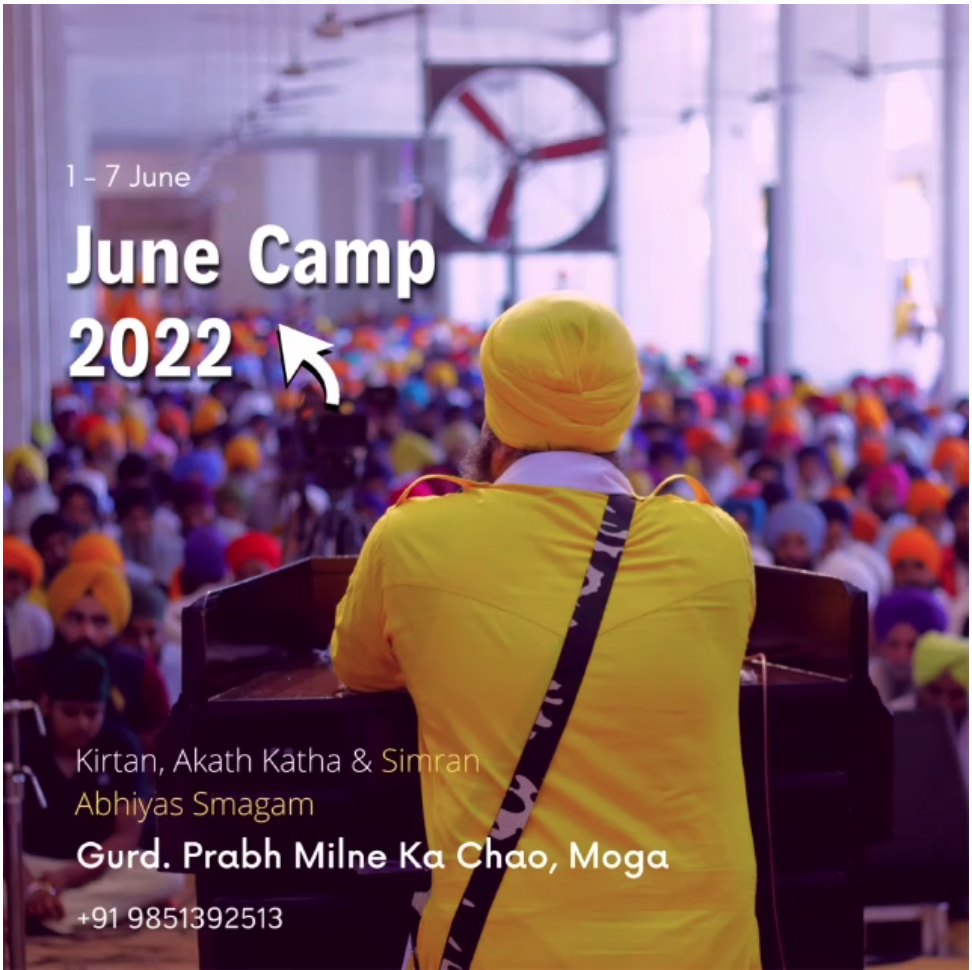 1 - 7 June
June Camp
2022
Kirtan, Akath Katha & Simran
Abhiyas Smagam
Gurd. Prabh Milne Ka Chao, Moga
+91 9851392513